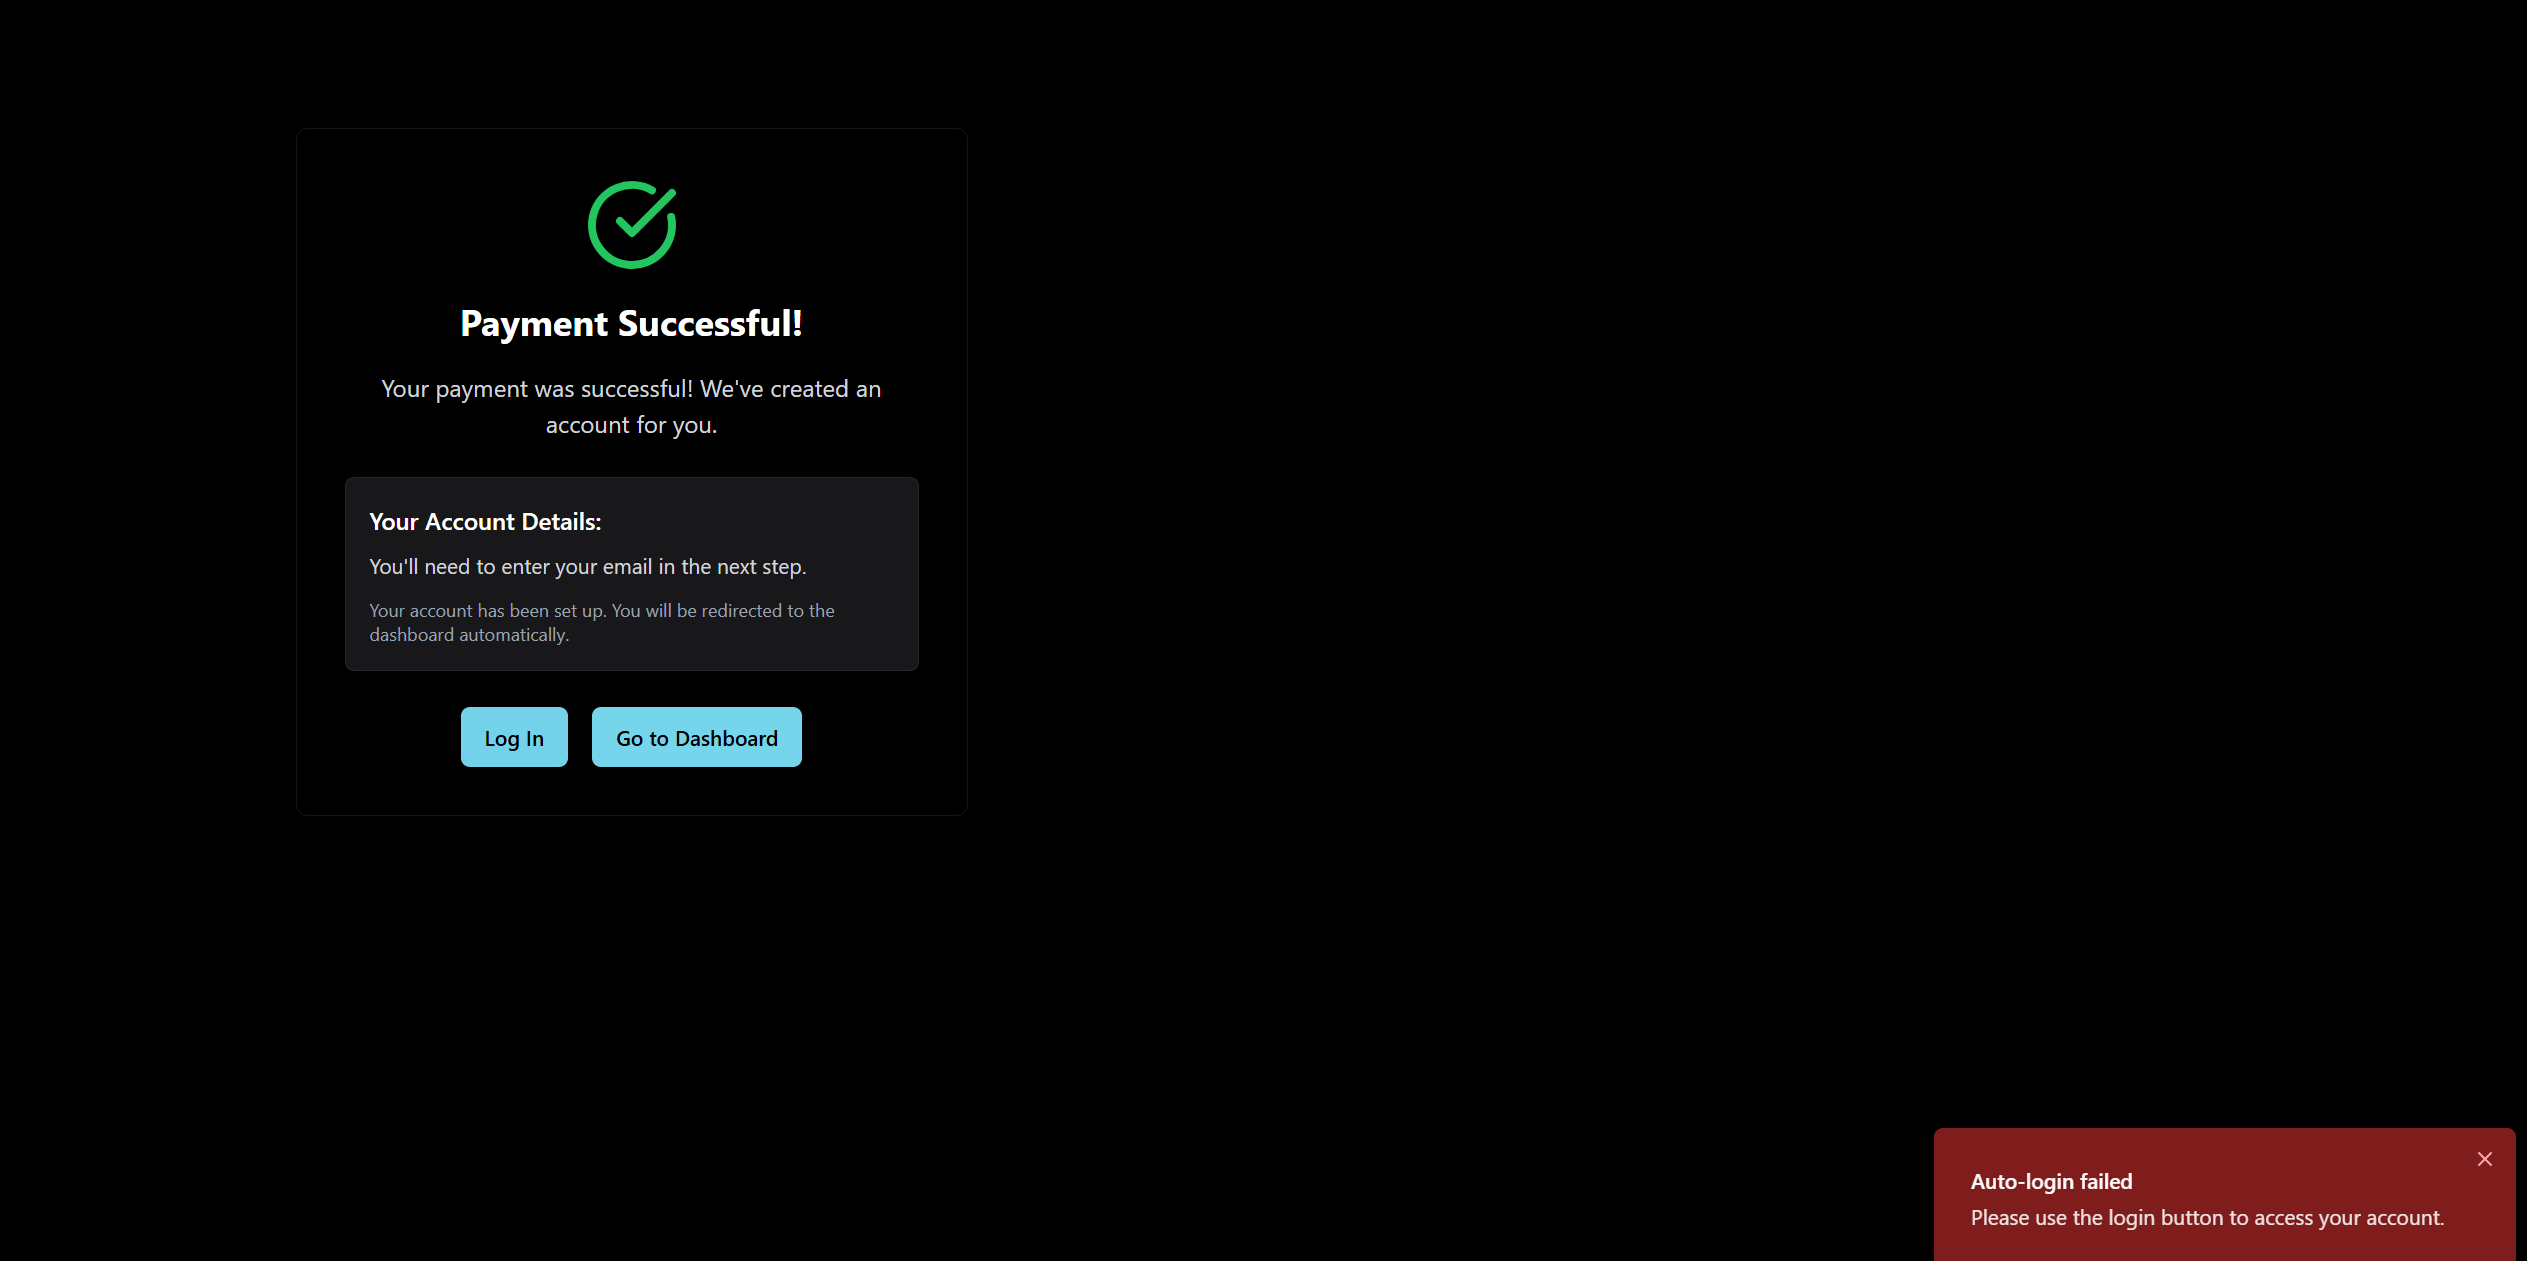 Payment Successful!
Your payment was successful! We've created an
account for you.
Your Account Details:
You'll need to enter your email in the next step.
Your account has been set up. You will be redirected to the
dashboard automatically.
Log In
Go to Dashboard
Auto-login failed
Please use the login button to access your account.